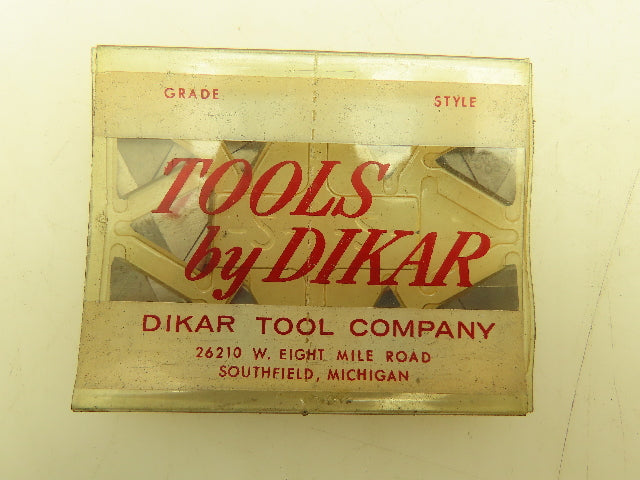 GRADE STYLE
TOOLS
by DIKAR
DIKAR TOOL COMPANY
26210 W. EIGHT MILE ROAD
SOUTHFIELD, MICHIGAN